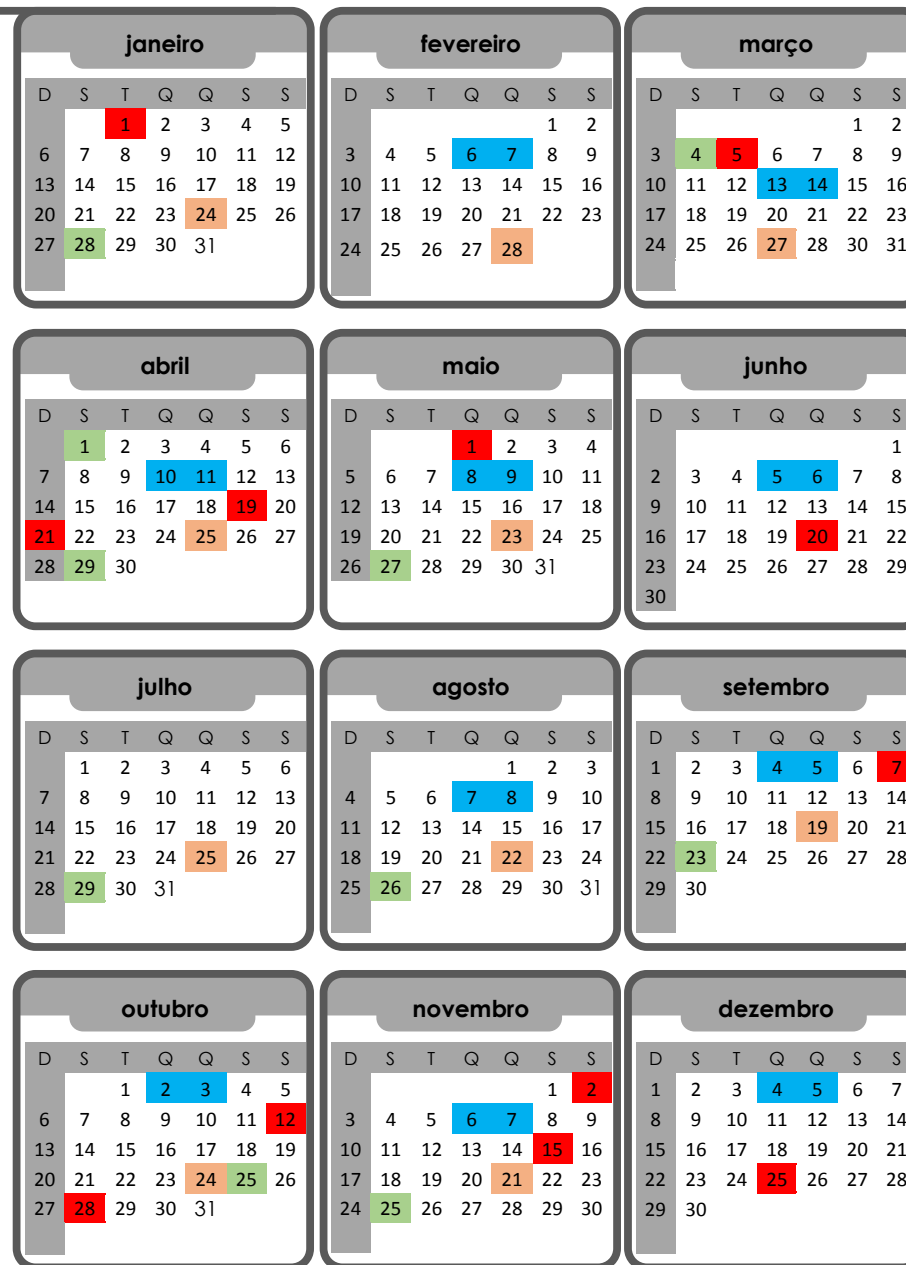 janeiro
D S T Q Q S S
1 2 3 4 5
6 7 8 9 10 11 12
13 14 15 16 17 18 19
20 21 22 23 24 25 26
27 28 29 30 31
fevereiro
D S T Q Q S S
1 2
3 4 5 6 7 8 9
10 11 12 13 14 15 16
17 18 19 20 21 22 23
24 25 26 27 28
março
D S T Q Q S S
1 2
3 4 5 6 7 8 9
10 11 12 13 14 15 16
17 18 19 20 21 22 23
24 25 26 27 28 30 31
abril
D S T Q Q S S
1 2 3 4 5 6
7 8 9 10 11 12 13
14 15 16 17 18 19 20
21 22 23 24 25 26 27
28 29 30
maio
D S T Q Q S S
1 2 3 4
5 6 7 8 9 10 11
12 13 14 15 16 17 18
19 20 21 22 23 24 25
26 27 28 29 30 31
junho
D S T Q Q S S
1
2 3 4 5 6 7 8
9 10 11 12 13 14 15
16 17 18 19 20 21 22
23 24 25 26 27 28 29
30
julho
D S T Q Q S S
1 2 3 4 5 6
7 8 9 10 11 12 13
14 15 16 17 18 19 20
21 22 23 24 25 26 27
28 29 30 31
agosto
D S T Q Q S S
1 2 3
4 5 6 7 8 9 10
11 12 13 14 15 16 17
18 19 20 21 22 23 24
25 26 27 28 29 30 31
setembro
D S T Q Q S S
1 2 3 4 5 6 7
8 9 10 11 12 13 14
15 16 17 18 19 20 21
22 23 24 25 26 27 28
29 30
outubro
D S T Q Q S S
1 2 3 4 5
6 7 8 9 10 11 12
13 14 15 16 17 18 19
20 21 22 23 24 25 26
27 28 29 30 31
novembro
D S T Q Q S S
1 2
3 4 5 6 7 8 9
10 11 12 13 14 15 16
17 18 19 20 21 22 23
24 25 26 27 28 29 30
dezembro
D S T Q Q S S
1 2 3 4 5 6 7
8 9 10 11 12 13 14
15 16 17 18 19 20 21
22 23 24 25 26 27 28
29 30